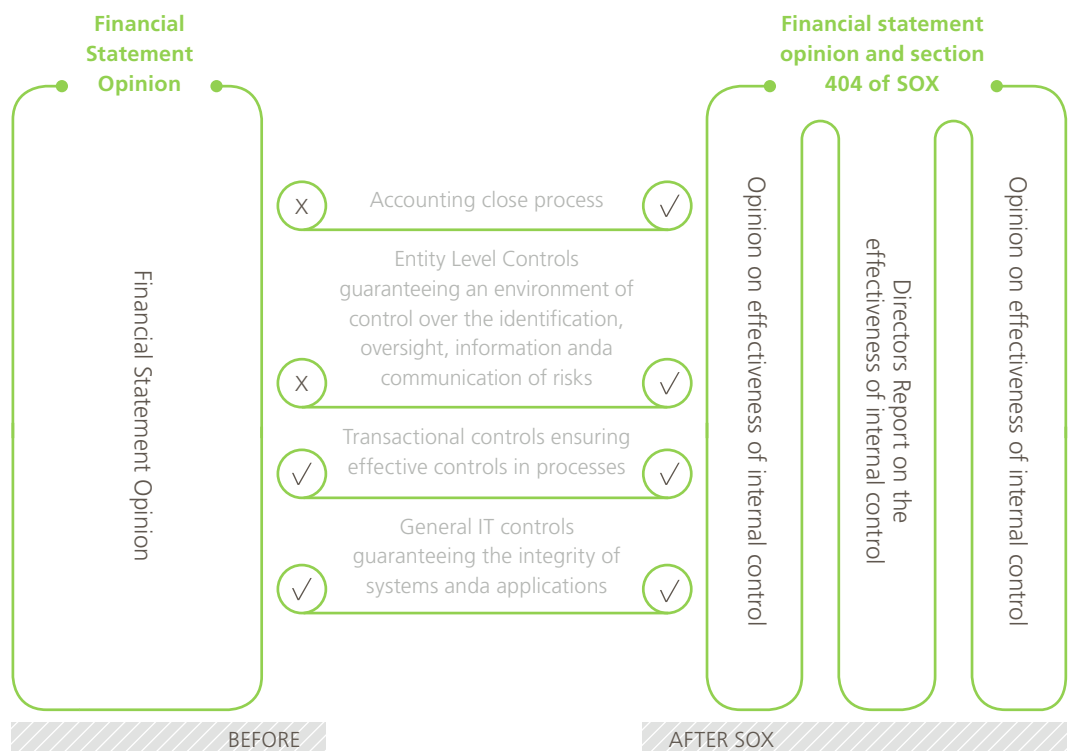 Financial
Statement
Opinion
Financial statement
opinion and section
404 of SOX
Financial Statement Opinion
X
Accounting close process
✓
Entity Level Controls
guaranteeing an environment of
control over the identification,
oversight, information anda
communication of risks
X
✓
Transactional controls ensuring
effective controls in processes
✓
✓
General IT controls
guaranteeing the integrity of
systems anda applications
✓
✓
Opinion on effectiveness of internal control
Directors Report on the
effectiveness of internal control
Opinion on effectiveness of internal control
BEFORE
AFTER SOX